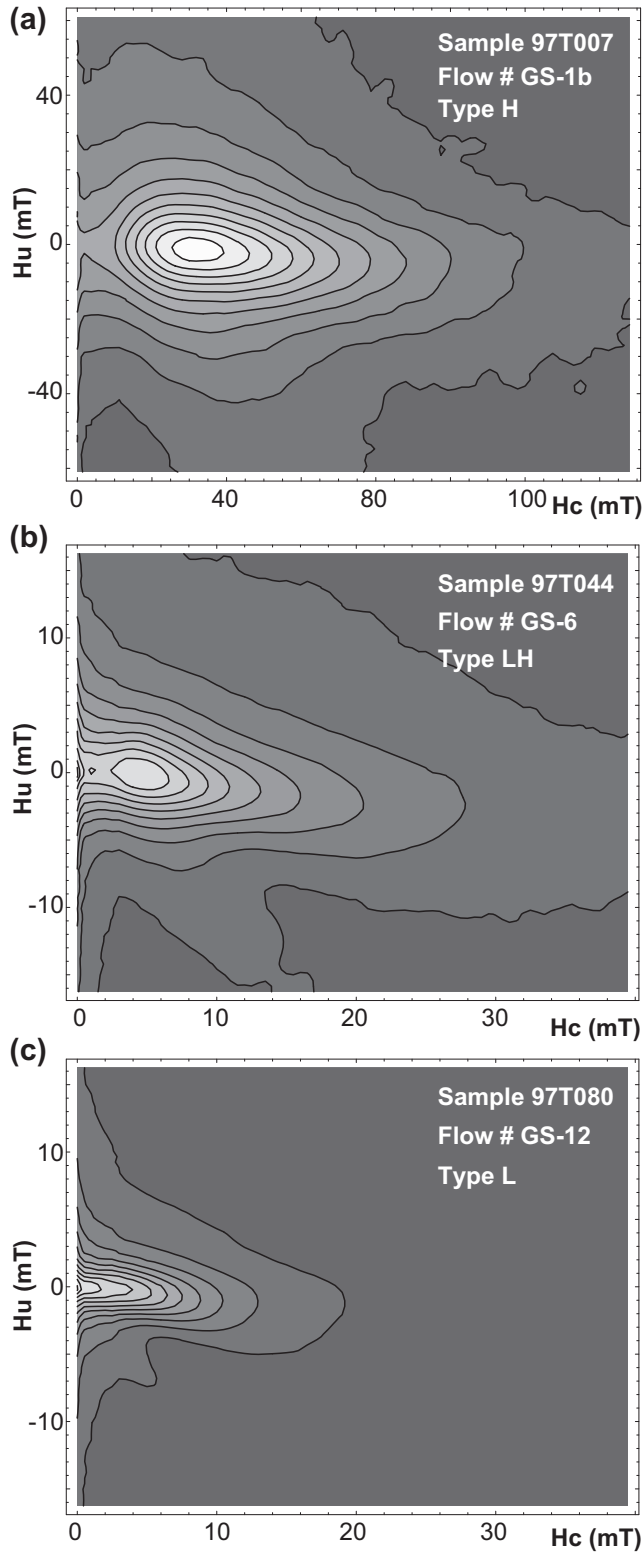 (a)
Sample 97T007
Flow # GS-1b
Type H
40
0
-40
Hu (mT)
0 40 80 100 Hc (mT)
(b)
Sample 97T044
Flow # GS-6
Type LH
10
0
-10
Hu (mT)
0 10 20 30 Hc (mT)
(c)
Sample 97T080
Flow # GS-12
Type L
10
0
-10
Hu (mT)
0 10 20 30 Hc (mT)